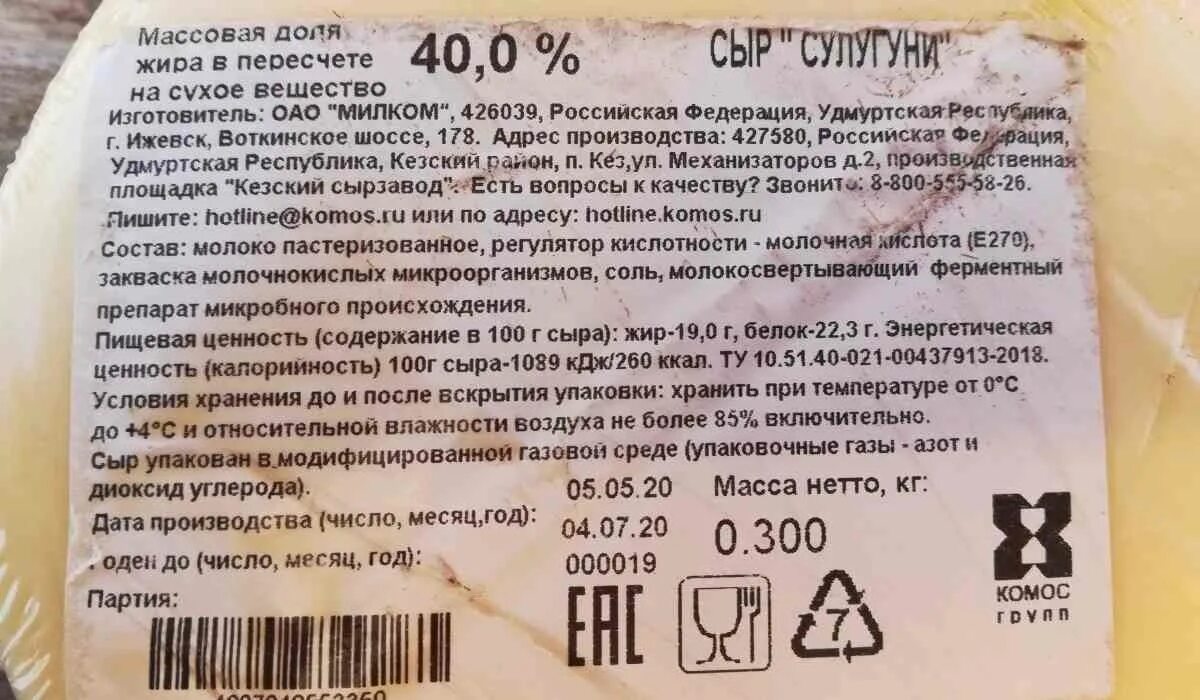 Массовая доля
жира в пересчете
на сухое вещество
40,0 %
СЫР " СУЛУГУНИ"
Изготовитель: ОАО "МИЛКОМ", 426039, Российская Федерация, Удмуртская Республика,
г. Ижевск, Воткинское шоссе, 178. Адрес производства: 427580, Российская Федерация,
Удмуртская Республика, Кезский район, п. Кез,ул. Механизаторов д.2, производственная
площадка "Кезский сырзавод". Есть вопросы к качеству? Звоните: 8-800-555-58-26.
Пишите: hotline@komos.ru или по адресу: hotline.komos.ru
Состав: молоко пастеризованное, регулятор кислотности - молочная кислота (Е270),
закваска молочнокислых микроорганизмов, соль, молокосвертывающий ферментный
препарат микробного происхождения.
Пищевая ценность (содержание в 100 г сыра): жир-19,0 г, белок-22,3 г. Энергетическая
ценность (калорийность) 100г сыра-1089 кДж/260 ккал. ТУ 10.51.40-021-00437913-2018.
Условия хранения до и после вскрытия упаковки: хранить при температуре от 0°С
до +4°С и относительной влажности воздуха не более 85% включительно.
Сыр упакован в модифицированной газовой среде (упаковочные газы - азот и
диоксид углерода).
Дата производства (число, месяц,год):
05.05.20
оден до (число, месяц, год):
04.07.20
Партия:
000019
Масса нетто, кг:
0.300
ЕАС
7
КОМОС
ГРУПП